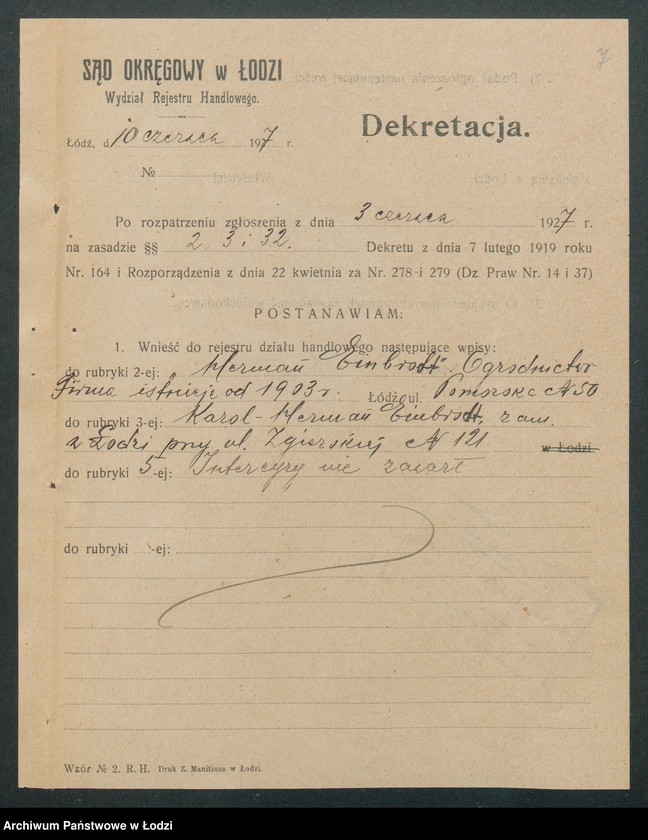 7
SĄD OKRĘGOWY w ŁODZI
Wydział Rejestru Handlowego.
Dekretacja.
Łódź, d. 10 czerwca 1927 r.
№
Po rozpatrzeniu zgłoszenia z dnia 3 czerwca 1927 r.
na zasadzie §§ 2, 3 i 32. Dekretu z dnia 7 lutego 1919 roku
Nr. 164 i Rozporządzenia z dnia 22 kwietnia za Nr. 278 i 279 (Dz Praw Nr. 14 i 37)
POSTANAWIAM:
1. Wnieść do rejestru działu handlowego następujące wpisy:
do rubryki 2-ej: „Herman Einbrodt". Ogrodnictwo
Firma istnieje od 1903 r. Łódź, ul. Pomorska № 50
do rubryki 3-ej: Karol-Herman Einbrodt, zam.
w Łodzi przy ul. Zgierskiej № 121 w Łodzi
do rubryki 5-ej: Intercyzy nie zawarł
do rubryki -ej:
Wzór № 2. R. H. Druk Z. Manitiusa w Łodzi.
Archiwum Państwowe w Łodzi